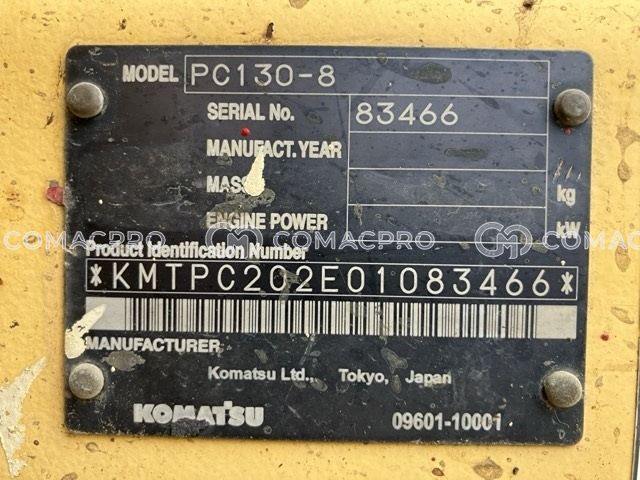 MODEL PC130-8
SERIAL No. 83466
MANUFACT. YEAR
MASS kg
ENGINE POWER kW
COMACPRO COMACPRO COMACPRO
Product Identification Number
*KMTPC202E01083466*
MANUFACTURER
Komatsu Ltd., Tokyo, Japan
KOMATSU 09601-10001